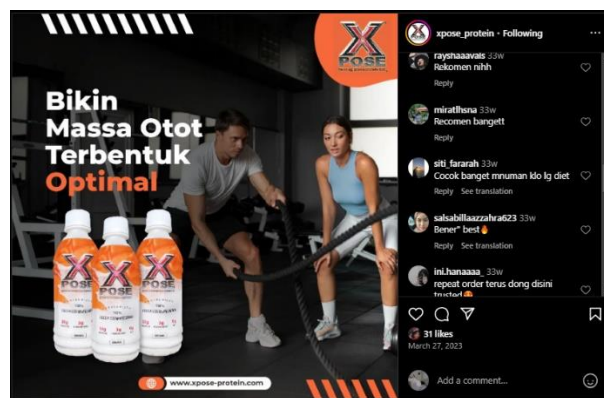 X
POSE
Bikin
Massa Otot
Terbentuk
Optimal
X
POSE
X
POSE
X
POSE
www.xpose-protein.com
xpose_protein • Following
rayshaaavals 33w
Rekomen nihh
Reply
miratlhsna 33w
Recomen bangett
Reply
siti_fararah 33w
Cocok banget mnuman klo lg diet
Reply See translation
salsabillaazzahra623 33w
Bener" best🔥
Reply See translation
ini.hanaaaa_ 33w
repeat order terus dong disini
trusted
31 likes
March 27, 2023
Add a comment...